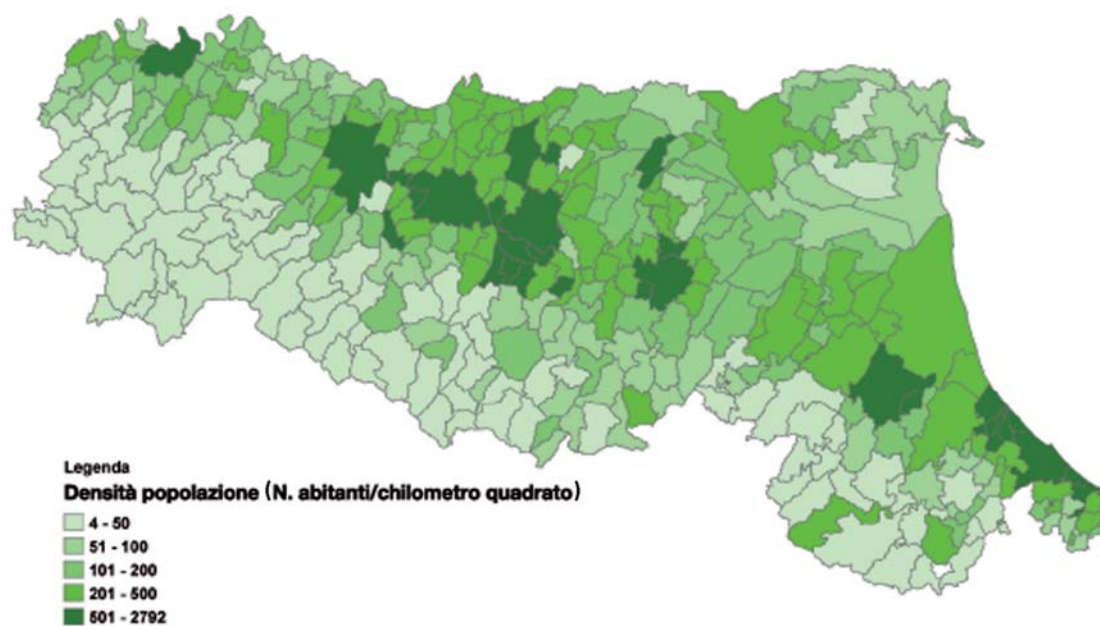 Legenda
Densità popolazione (N. abitanti/chilometro quadrato)
4 - 50
51 - 100
101 - 200
201 - 500
501 - 2792